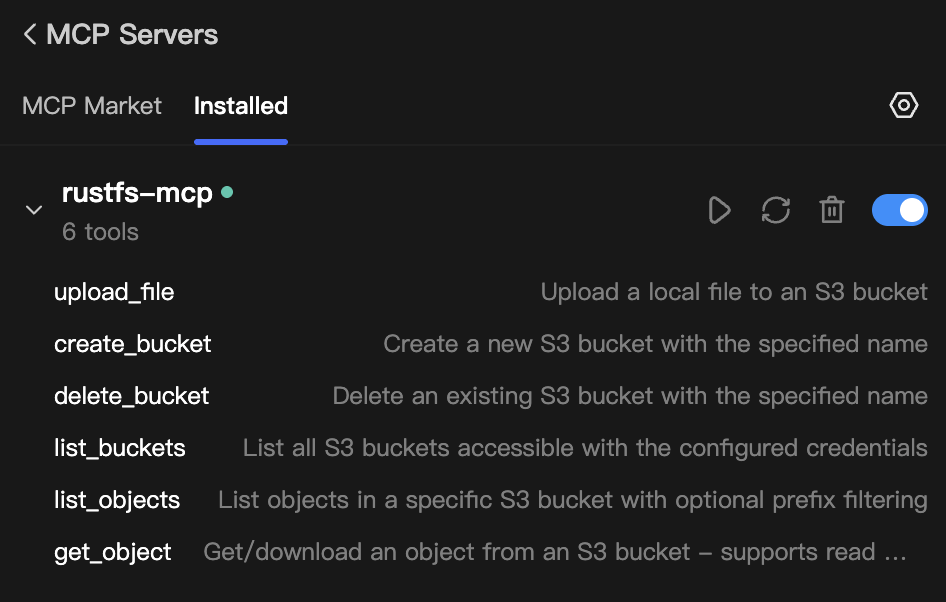 MCP Servers
MCP Market Installed
rustfs-mcp
6 tools
upload_file Upload a local file to an S3 bucket
create_bucket Create a new S3 bucket with the specified name
delete_bucket Delete an existing S3 bucket with the specified name
list_buckets List all S3 buckets accessible with the configured credentials
list_objects List objects in a specific S3 bucket with optional prefix filtering
get_object Get/download an object from an S3 bucket – supports read ...